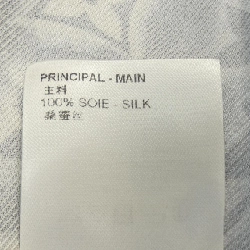 PRINCIPAL - MAIN
主料
100% SOIE - SILK
桑蚕丝